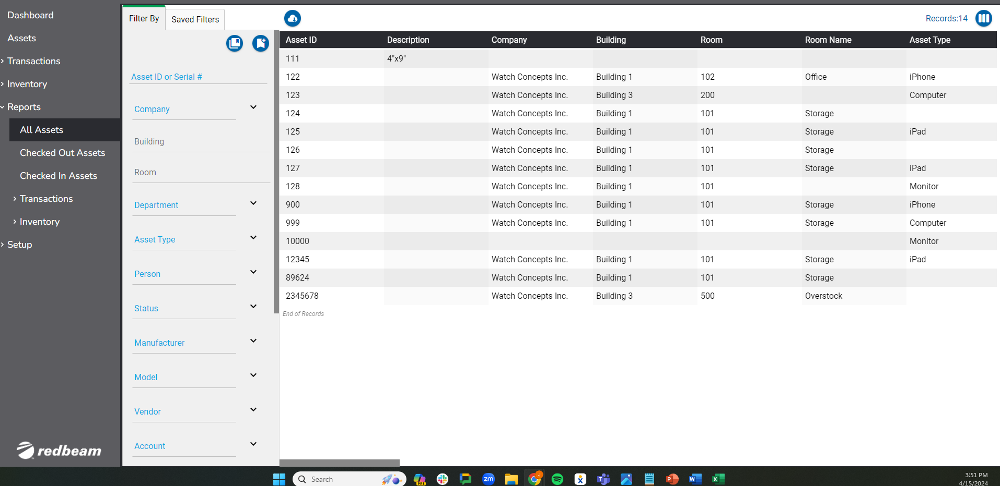 Dashboard
Assets
Transactions
Inventory
Reports
All Assets
Checked Out Assets
Checked In Assets
Transactions
Inventory
Setup
redbeam
Filter By
Saved Filters
Asset ID or Serial #
Company
Building
Room
Department
Asset Type
Person
Status
Manufacturer
Model
Vendor
Account
Records:14
Asset ID Description Company Building Room Room Name Asset Type
111 4"x9"
122 Watch Concepts Inc. Building 1 102 Office iPhone
123 Watch Concepts Inc. Building 3 200 Computer
124 Watch Concepts Inc. Building 1 101 Storage
125 Watch Concepts Inc. Building 1 101 Storage iPad
126 Watch Concepts Inc. Building 1 101 Storage
127 Watch Concepts Inc. Building 1 101 Storage iPad
128 Watch Concepts Inc. Building 1 101 Monitor
900 Watch Concepts Inc. Building 1 101 Storage iPhone
999 Watch Concepts Inc. Building 1 101 Storage Computer
10000 Monitor
12345 Watch Concepts Inc. Building 1 101 Storage iPad
89624 Watch Concepts Inc. Building 1 101 Storage
2345678 Watch Concepts Inc. Building 3 500 Overstock
End of Records
Search
PRE
zm
J
T
P
W
X
3:51 PM
4/15/2024